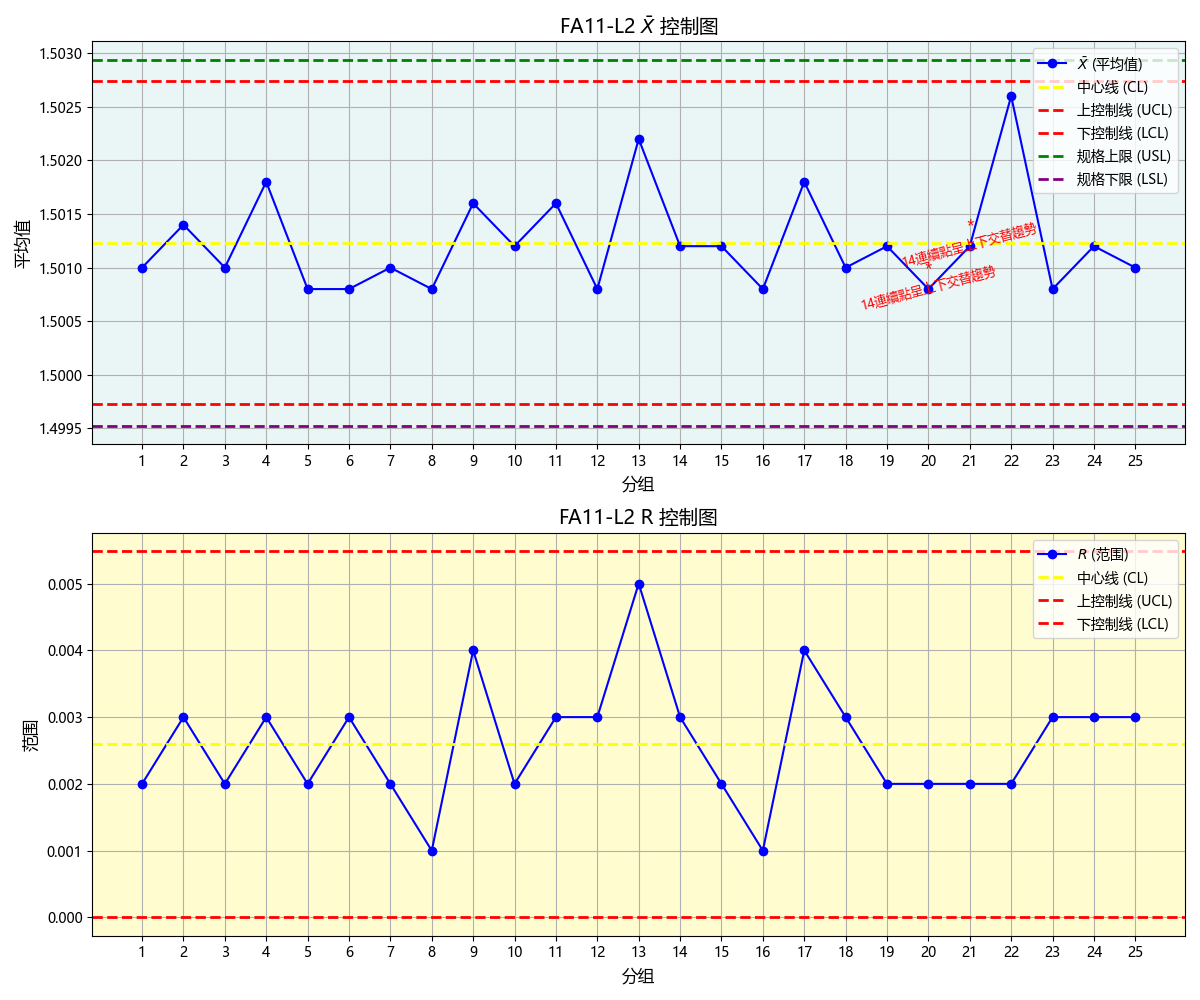 FA11-L2 X̄ 控制图
平均值
1.5030
1.5025
1.5020
1.5015
1.5010
1.5005
1.5000
1.4995
X̄ (平均值)
中心线 (CL)
上控制线 (UCL)
下控制线 (LCL)
规格上限 (USL)
规格下限 (LSL)
*
14連續點呈上下交替趨勢
*
14連續點呈上下交替趨勢
1 2 3 4 5 6 7 8 9 10 11 12 13 14 15 16 17 18 19 20 21 22 23 24 25
分组
FA11-L2 R 控制图
范围
0.005
0.004
0.003
0.002
0.001
0.000
R (范围)
中心线 (CL)
上控制线 (UCL)
下控制线 (LCL)
1 2 3 4 5 6 7 8 9 10 11 12 13 14 15 16 17 18 19 20 21 22 23 24 25
分组